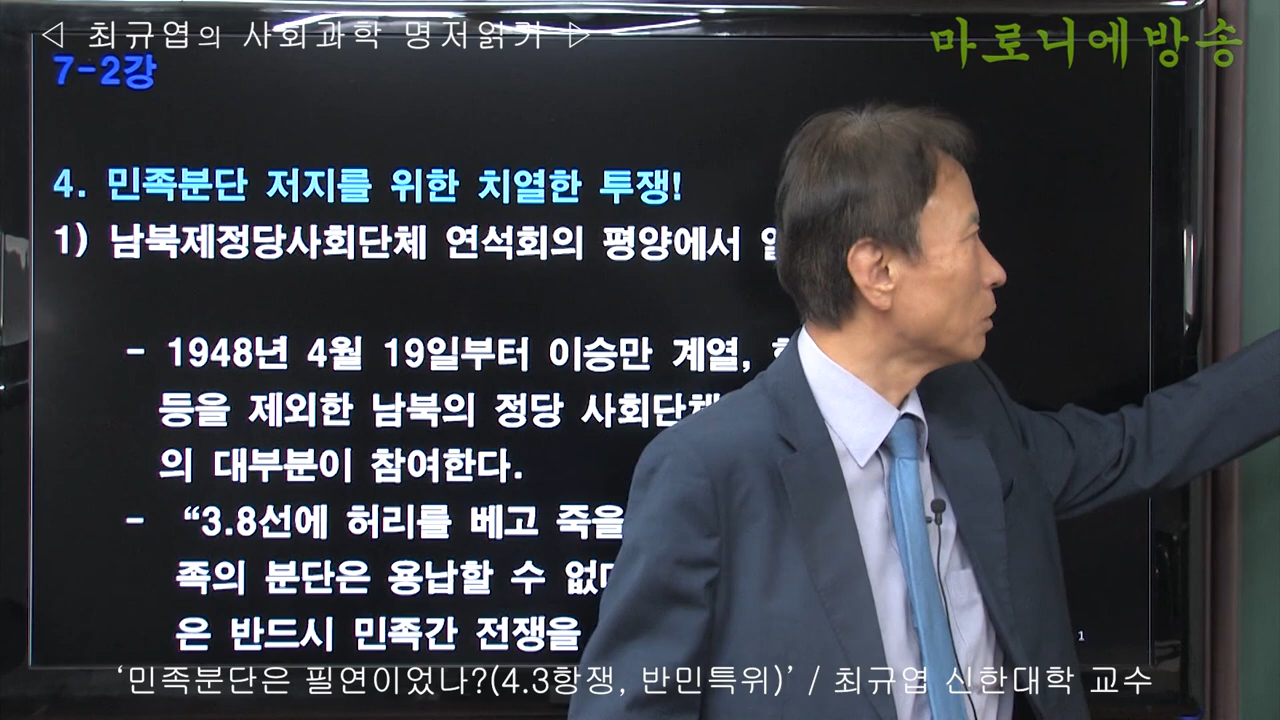 ◁ 최규엽의 사회과학 명저읽기 ▷
마로니에방송
7-2강
4. 민족분단 저지를 위한 치열한 투쟁!
1) 남북제정당사회단체 연석회의 평양에서
- 1948년 4월 19일부터 이승만 계열,
등을 제외한 남북의 정당 사회단체
의 대부분이 참여한다.
- “3.8선에 허리를 베고 죽을
족의 분단은 용납할 수
은 반드시 민족간 전쟁을
1
‘민족분단은 필연이었나?(4.3항쟁, 반민특위)’ / 최규엽 신한대학 교수